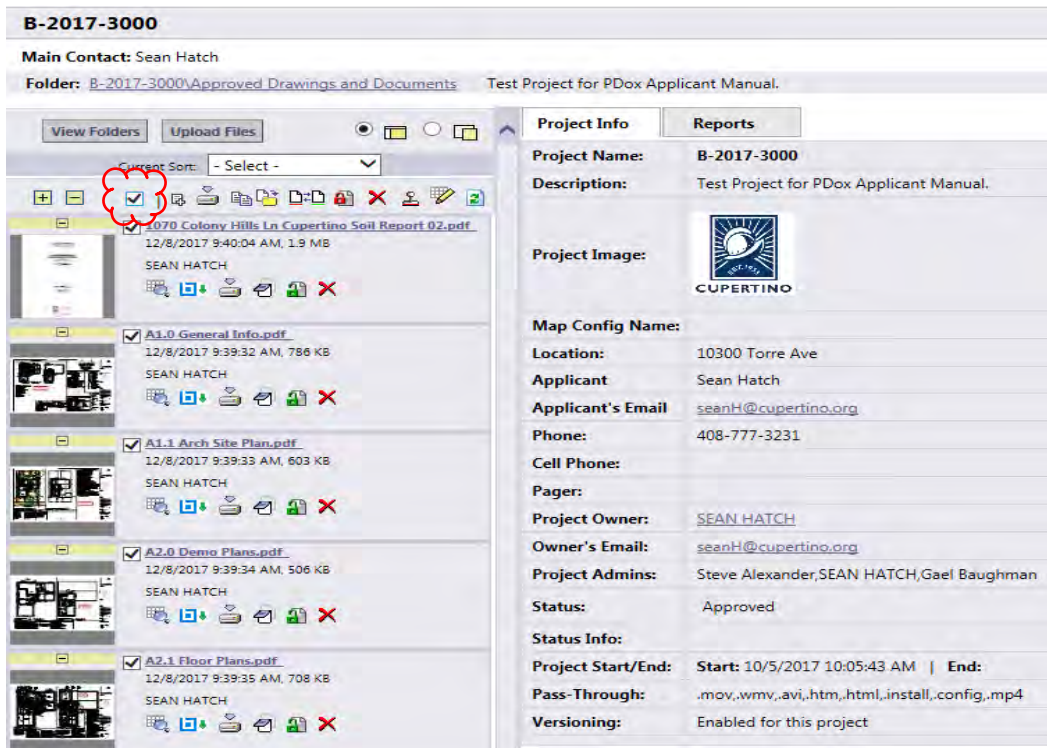 B-2017-3000
Main Contact: Sean Hatch
Folder: B-2017-3000\Approved Drawings and Documents Test Project for PDox Applicant Manual.
View Folders Upload Files
Current Sort: - Select -
1070 Colony Hills Ln Cupertino Soil Report 02.pdf
12/8/2017 9:40:04 AM, 1.9 MB
SEAN HATCH
A1.0 General Info.pdf
12/8/2017 9:39:32 AM, 786 KB
SEAN HATCH
A1.1 Arch Site Plan.pdf
12/8/2017 9:39:33 AM, 603 KB
SEAN HATCH
A2.0 Demo Plans.pdf
12/8/2017 9:39:34 AM, 506 KB
SEAN HATCH
A2.1 Floor Plans.pdf
12/8/2017 9:39:35 AM, 708 KB
SEAN HATCH
Project Info Reports
Project Name: B-2017-3000
Description: Test Project for PDox Applicant Manual.
Project Image:
EST. 1955
CUPERTINO
Map Config Name:
Location: 10300 Torre Ave
Applicant Sean Hatch
Applicant's Email seanH@cupertino.org
Phone: 408-777-3231
Cell Phone:
Pager:
Project Owner: SEAN HATCH
Owner's Email: seanH@cupertino.org
Project Admins: Steve Alexander,SEAN HATCH,Gael Baughman
Status: Approved
Status Info:
Project Start/End: Start: 10/5/2017 10:05:43 AM | End:
Pass-Through: .mov,.wmv,.avi,.htm,.html,.install,.config,.mp4
Versioning: Enabled for this project